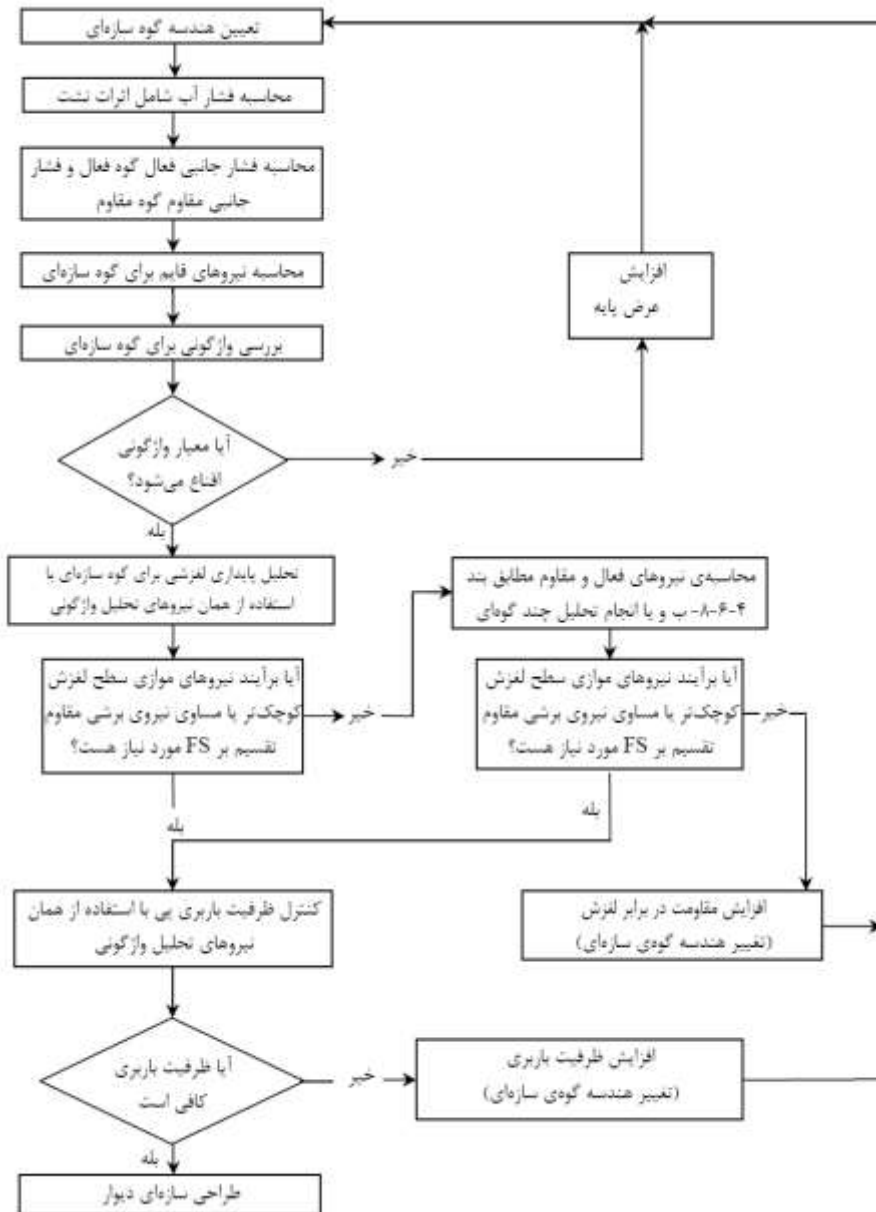 تعیین هندسه گوه سازه‌ای
محاسبه فشار آب شامل اثرات نشت
محاسبه فشار جانبی فعال گوه فعال و فشار
جانبی مقاوم گوه مقاوم
محاسبه نیروهای قایم برای گوه سازه‌ای
بررسی واژگونی برای گوه سازه‌ای
افزایش
عرض پایه
آیا معیار واژگونی
اقناع می‌شود؟
خیر
بله
تحلیل پایداری لغزشی برای گوه سازه‌ای با
استفاده از همان نیروهای تحلیل واژگونی
محاسبه‌ی نیروهای فعال و مقاوم مطابق بند
۴-۶-۸- ب و یا انجام تحلیل چند گوه‌ای
آیا برآیند نیروهای موازی سطح لغزش
کوچک‌تر یا مساوی نیروی برشی مقاوم
تقسیم بر FS مورد نیاز هست؟
خیر
آیا برآیند نیروهای موازی سطح لغزش
کوچک‌تر یا مساوی نیروی برشی مقاوم
تقسیم بر FS مورد نیاز هست؟
خیر
بله
بله
افزایش مقاومت در برابر لغزش
(تغییر هندسه گوه‌ی سازه‌ای)
کنترل ظرفیت باربری پی با استفاده از همان
نیروهای تحلیل واژگونی
آیا ظرفیت باربری
کافی است
خیر
افزایش ظرفیت باربری
(تغییر هندسه گوه‌ی سازه‌ای)
بله
طراحی سازه‌ای دیوار